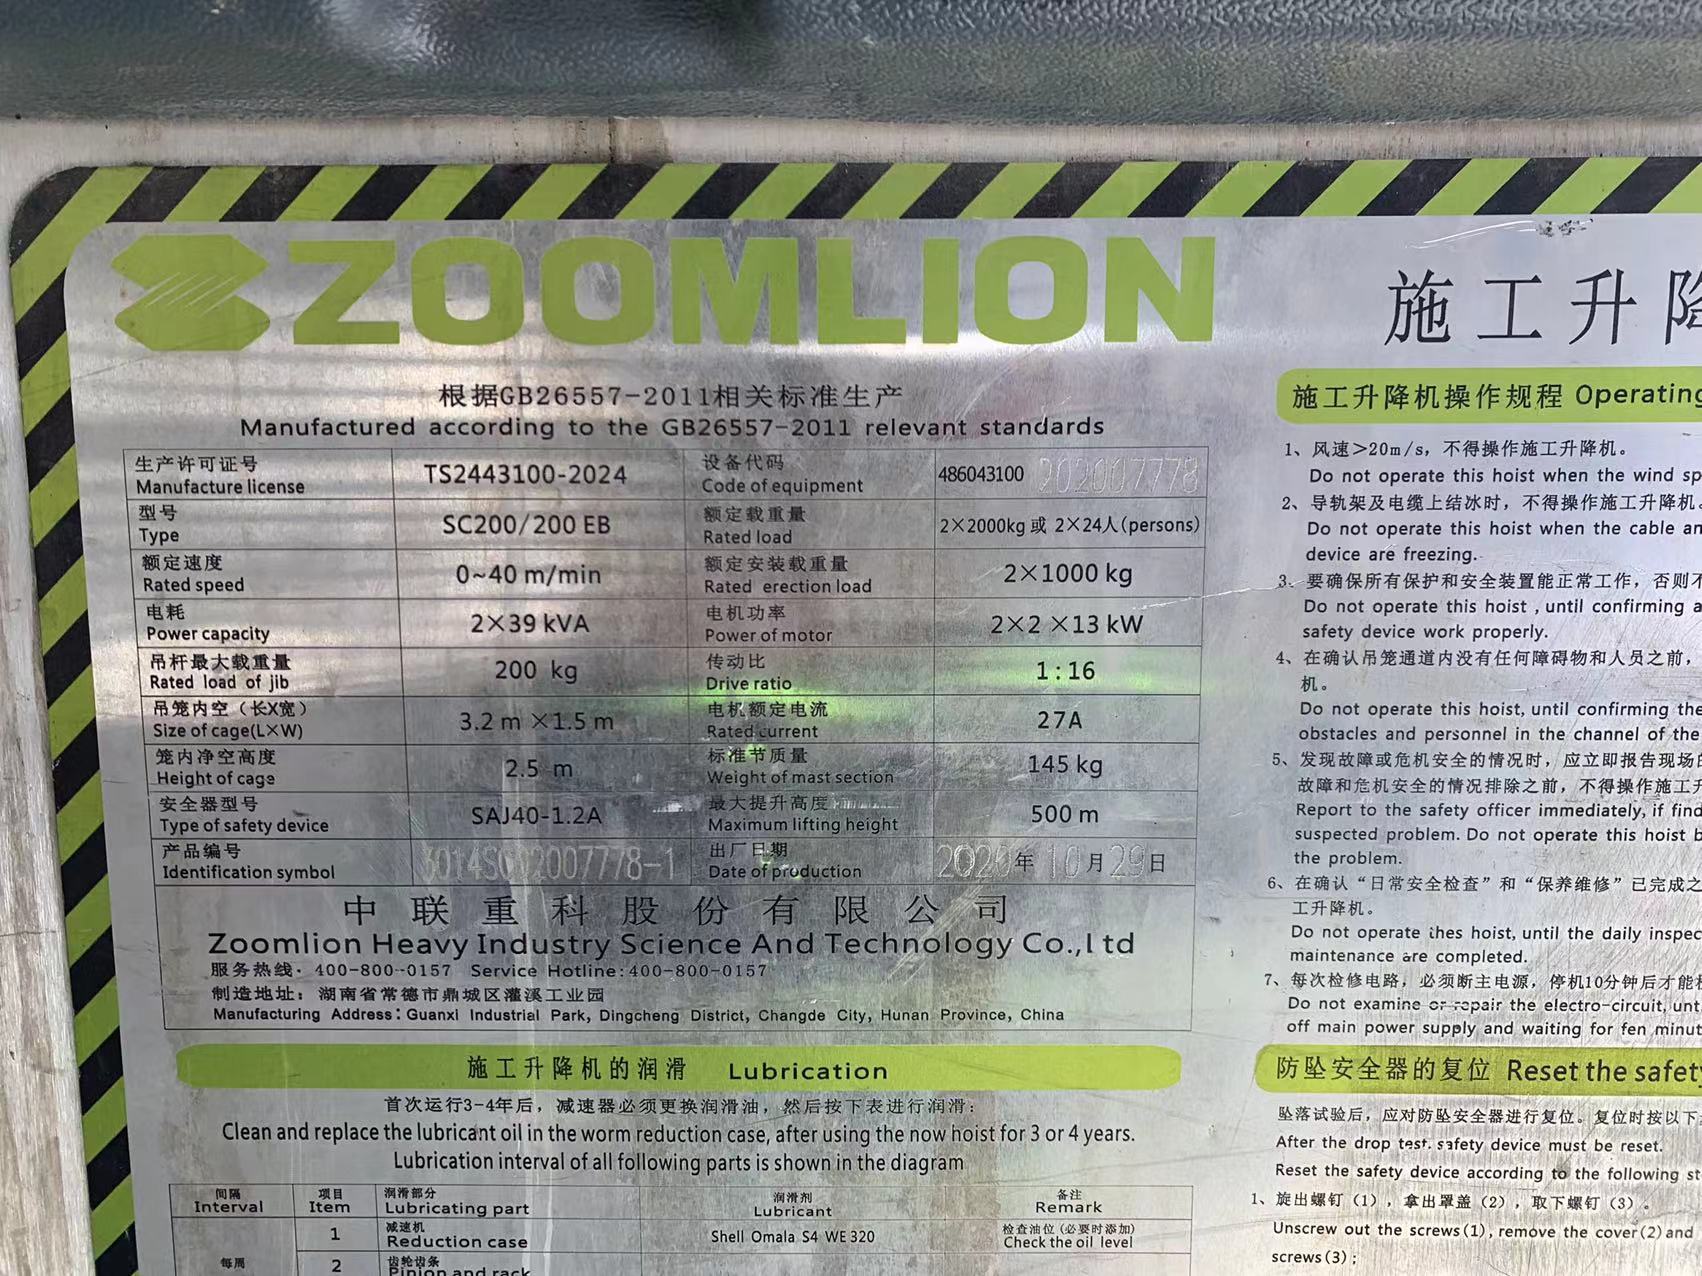 ZOOMLION
根据GB26557-2011相关标准生产
Manufactured according to the GB26557-2011 relevant standards
生产许可证号 TS2443100-2024 设备代码 486043100 202007778
Manufacture license Code of equipment
型号 SC200/200 EB 额定载重量 2×2000kg 或 2×24人(persons)
Type Rated load
额定速度 0~40 m/min 额定安装载重量 2×1000 kg
Rated speed Rated erection load
电耗 2×39 kVA 电机功率 2×2 ×13 kW
Power capacity Power of motor
吊杆最大载重量 200 kg 传动比 1:16
Rated load of jib Drive ratio
吊笼内空（长X宽） 3.2 m ×1.5 m 电机额定电流 27A
Size of cage(L×W) Rated current
笼内净空高度 2.5 m 标准节质量 145 kg
Height of cage Weight of mast section
安全器型号 SAJ40-1.2A 最大提升高度 500 m
Type of safety device Maximum lifting height
产品编号 2007778-1 出厂日期 2020年10月29日
Identification symbol Date of production
中联重科股份有限公司
Zoomlion Heavy Industry Science And Technology Co.,Ltd
服务热线: 400-800-0157 Service Hotline:400-800-0157
制造地址: 湖南省常德市鼎城区灌溪工业园
Manufacturing Address: Guanxi Industrial Park, Dingcheng District, Changde City, Hunan Province, China
施工升降机的润滑 Lubrication
首次运行3-4年后，减速器必须更换润滑油，然后按下表进行润滑:
Clean and replace the lubricant oil in the worm reduction case, after using the now hoist for 3 or 4 years.
Lubrication interval of all following parts is shown in the diagram
间隔 项目 润滑部分 润滑剂 备注
Interval Item Lubricating part Lubricant Remark
每周 1 减速机 Shell Omala S4 WE 320 检查油位(必要时添加)
Reduction case Check the oil level
2 齿轮齿条
Pinion and rack
施工升降
施工升降机操作规程 Operating
1、风速>20m/s，不得操作施工升降机。
Do not operate this hoist when the wind sp
2、导轨架及电缆上结冰时，不得操作施工升降机。
Do not operate this hoist when the cable an
device are freezing.
3、要确保所有保护和安全装置能正常工作，否则不
Do not operate this hoist , until confirming a
safety device work properly.
4、在确认吊笼通道内没有任何障碍物和人员之前，
机。
Do not operate this hoist, until confirming the
obstacles and personnel in the channel of the
5、发现故障或危机安全的情况时，应立即报告现场的
故障和危机安全的情况排除之前，不得操作施工升
Report to the safety officer immediately, if find
suspected problem. Do not operate this hoist b
the problem.
6、在确认“日常安全检查”和“保养维修”已完成之
工升降机。
Do not operate thes hoist, until the daily inspec
maintenance are completed.
7、每次检修电路，必须断主电源，停机10分钟后才能检
Do not examine or repair the electro-circuit, unt
off main power supply and waiting for fen minut
防坠安全器的复位 Reset the safety
坠落试验后，应对防坠安全器进行复位。复位时按以下
After the drop test. safety device must be reset.
Reset the safety device according to the following st
1、旋出螺钉（1），拿出罩盖（2），取下螺钉（3）。
Unscrew out the screws(1), remove the cover(2) and
screws(3);